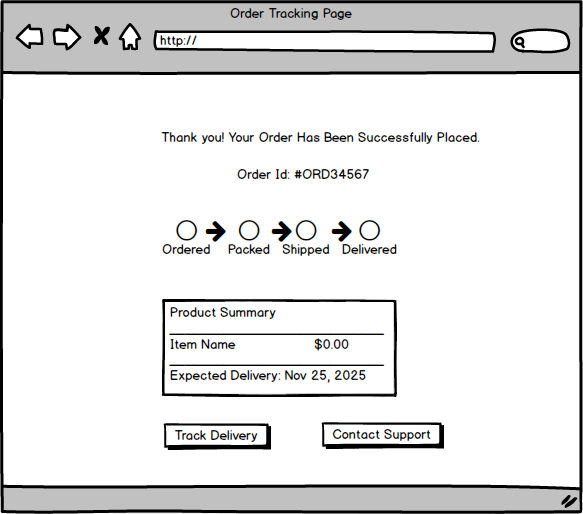 Order Tracking Page
http://
Thank you! Your Order Has Been Successfully Placed.
Order Id: #ORD34567
Ordered Packed Shipped Delivered
Product Summary
Item Name $0.00
Expected Delivery: Nov 25, 2025
Track Delivery Contact Support